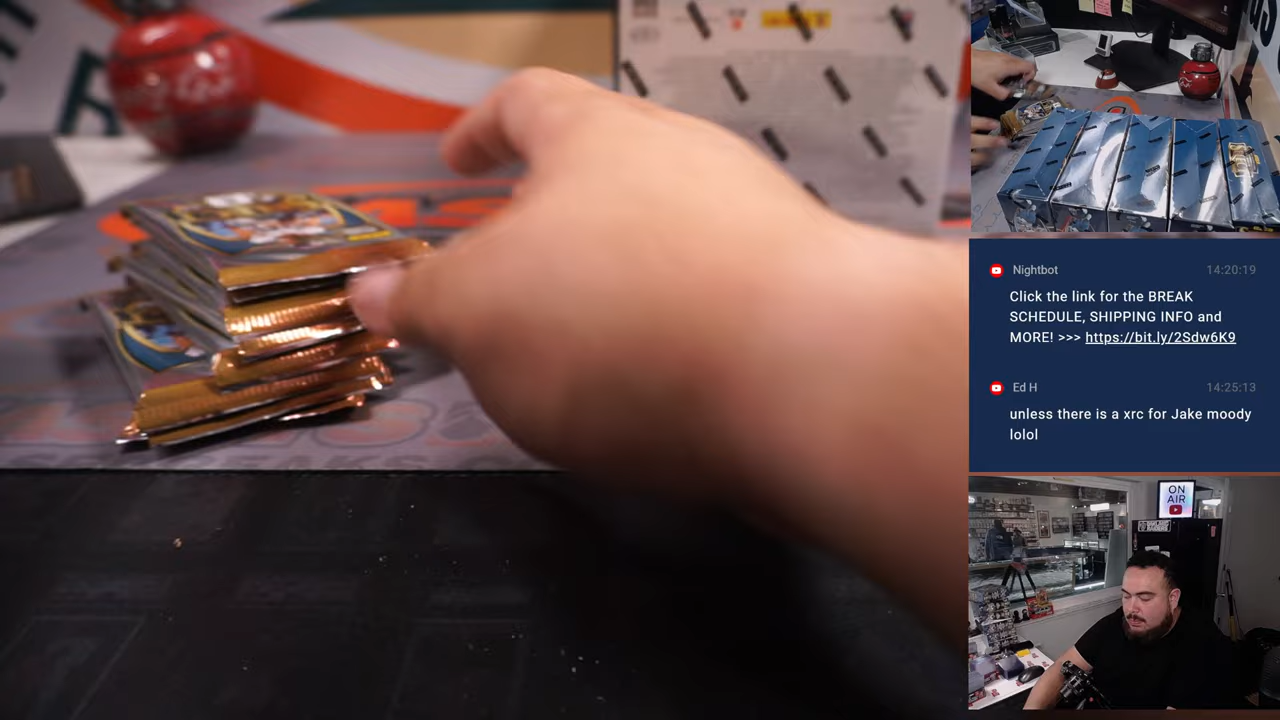 Nightbot 14:20:19
Click the link for the BREAK
SCHEDULE, SHIPPING INFO and
MORE! >>> https://bit.ly/2Sdw6K9
Ed H 14:25:13
unless there is a xrc for Jake moody
lolol
ON
AIR